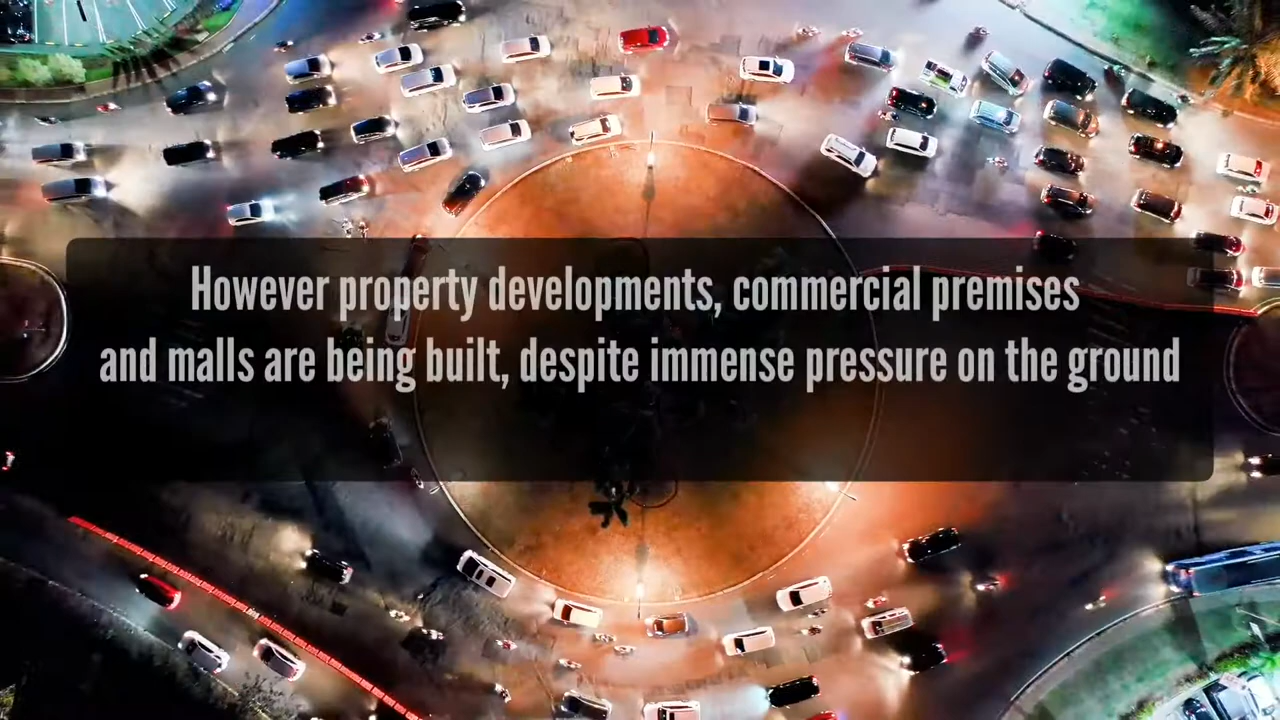 However property developments, commercial premises
and malls are being built, despite immense pressure on the ground